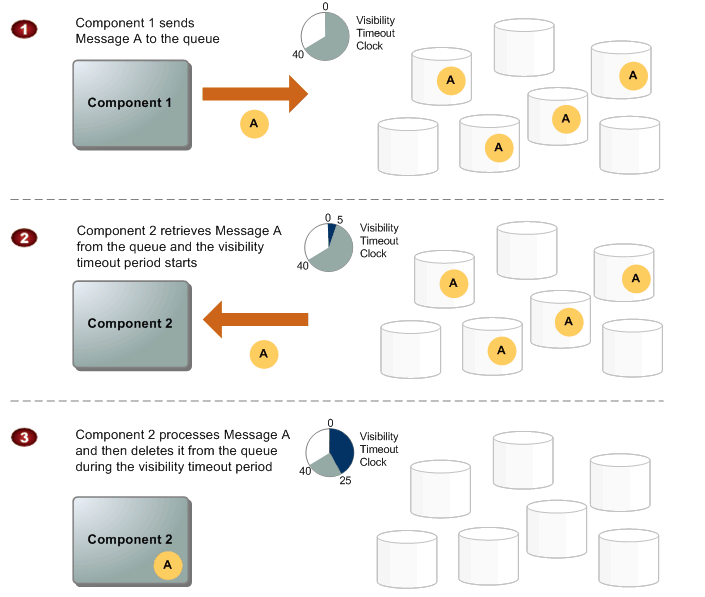 1
Component 1 sends
Message A to the queue
0
40
Visibility
Timeout
Clock
Component 1
A
A
A
A
A
2
Component 2 retrieves Message A
from the queue and the visibility
timeout period starts
0 5
40
Visibility
Timeout
Clock
Component 2
A
A
A
A
A
3
Component 2 processes Message A
and then deletes it from the queue
during the visibility timeout period
0
40
25
Visibility
Timeout
Clock
Component 2
A